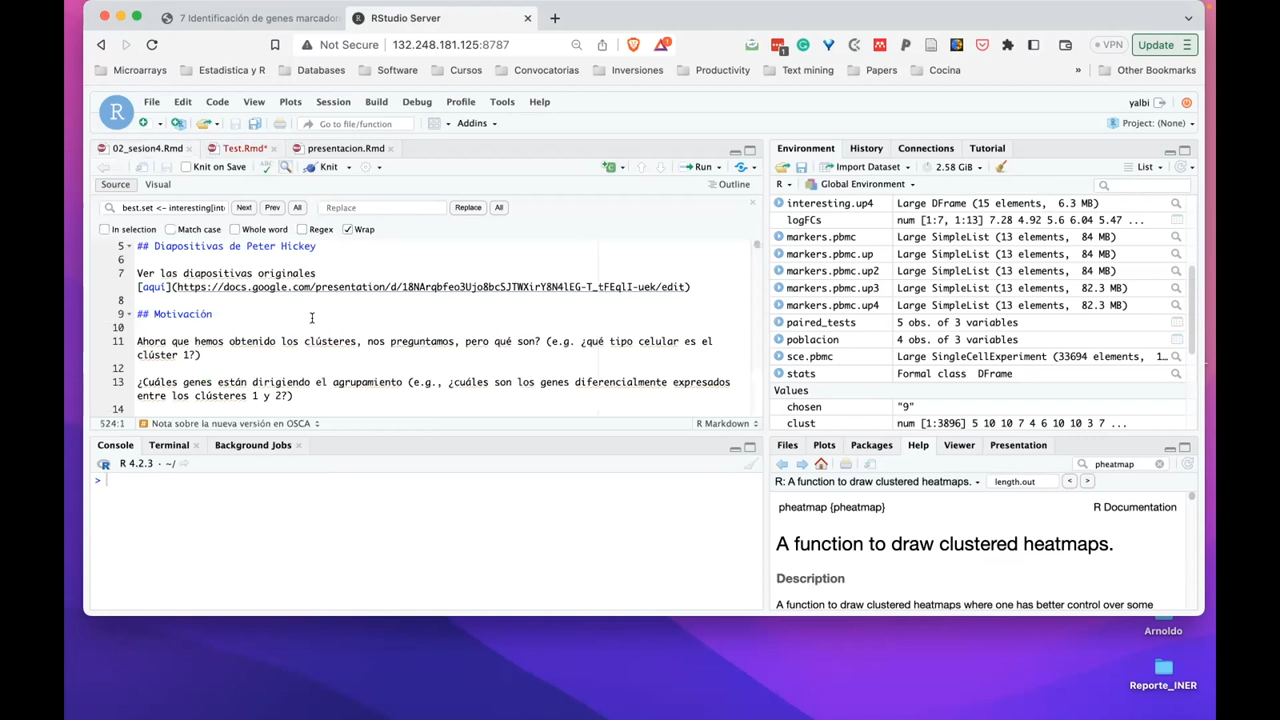 7 Identificación de genes marcador
RStudio Server
Not Secure 132.248.181.125:8787
VPN
Update
Microarrays Estadistica y R Databases Software Cursos Convocatorias Inversiones Productivity Text mining Papers Cocina » Other Bookmarks
File Edit Code View Plots Session Build Debug Profile Tools Help
yalbi
Go to file/function Addins
Project: (None)
02_sesion4.Rmd Test.Rmd* presentacion.Rmd
Knit on Save Knit Run
Source Visual Outline
best.set <- interesting[int Next Prev All Replace Replace All
In selection Match case Whole word Regex Wrap
5 ## Diapositivas de Peter Hickey
6
7 Ver las diapositivas originales
[aquí](https://docs.google.com/presentation/d/18NArqbfeo3Ujo8bcSJTWXirY8N4lEG-T_tFEqlI-uek/edit)
8
9 ## Motivación
10
11 Ahora que hemos obtenido los clústeres, nos preguntamos, pero qué son? (e.g. ¿qué tipo celular es el
clúster 1?)
12
13 ¿Cuáles genes están dirigiendo el agrupamiento (e.g., ¿cuáles son los genes diferencialmente expresados
entre los clústeres 1 y 2?)
14
524:1 Nota sobre la nueva versión en OSCA R Markdown
Console Terminal Background Jobs
R 4.2.3 · ~/
>
Environment History Connections Tutorial
Import Dataset 2.58 GiB List
R Global Environment
interesting.up4 Large DFrame (15 elements, 6.3 MB)
logFCs num [1:7, 1:13] 7.28 4.92 5.6 6.04 5.47 ...
markers.pbmc Large SimpleList (13 elements, 84 MB)
markers.pbmc.up Large SimpleList (13 elements, 84 MB)
markers.pbmc.up2 Large SimpleList (13 elements, 84 MB)
markers.pbmc.up3 Large SimpleList (13 elements, 82.3 MB)
markers.pbmc.up4 Large SimpleList (13 elements, 82.3 MB)
paired_tests 5 obs. of 3 variables
poblacion 4 obs. of 3 variables
sce.pbmc Large SingleCellExperiment (33694 elements, 1…
stats Formal class DFrame
Values
chosen "9"
clust num [1:3896] 5 10 10 7 4 6 10 10 3 7 ...
Files Plots Packages Help Viewer Presentation
pheatmap
R: A function to draw clustered heatmaps. length.out < >
pheatmap {pheatmap} R Documentation
A function to draw clustered heatmaps.
Description
A function to draw clustered heatmaps where one has better control over some
Arnoldo
Reporte_INER